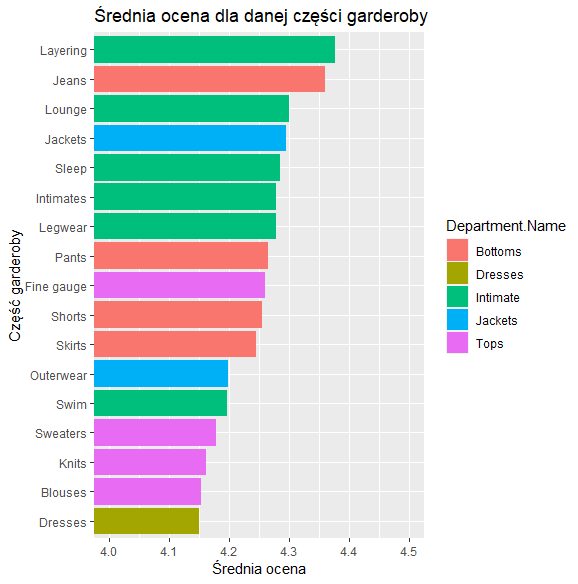 Średnia ocena dla danej części garderoby
Layering
Jeans
Lounge
Jackets
Sleep
Intimates
Legwear
Pants
Fine gauge
Shorts
Skirts
Outerwear
Swim
Sweaters
Knits
Blouses
Dresses
Część garderoby
4.0 4.1 4.2 4.3 4.4 4.5
Średnia ocena
Department.Name
Bottoms
Dresses
Intimate
Jackets
Tops